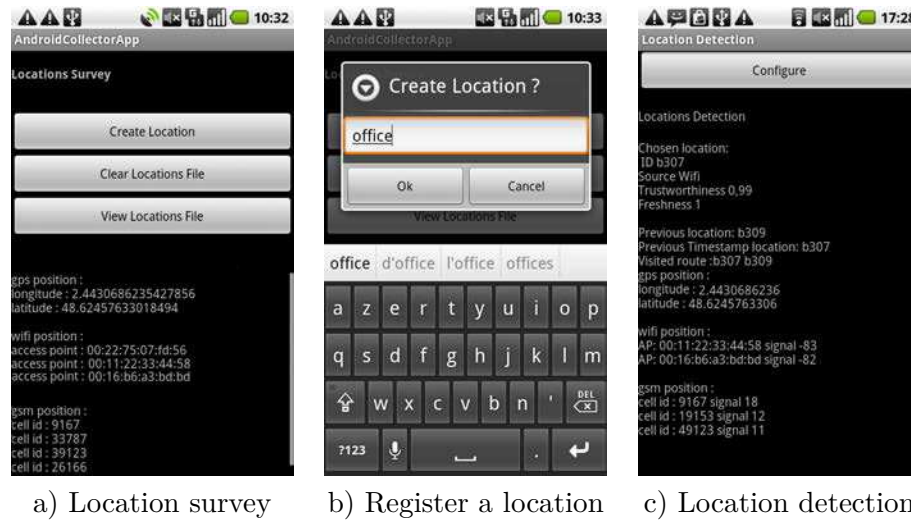 10:32
AndroidCollectorApp
Locations Survey
Create Location
Clear Locations File
View Locations File
gps position :
longitude : 2.4430686235427856
latitude : 48.62457633018494
wifi position :
access point : 00:22:75:07:fd:56
access point : 00:11:22:33:44:58
access point : 00:16:b6:a3:bd:bd
gsm position :
cell id : 9167
cell id : 33787
cell id : 39123
cell id : 26166
a) Location survey
10:33
AndroidCollectorApp
Create Location ?
office
Ok Cancel
View Locations File
office d'office l'office offices
a z e r t y u i o p
q s d f g h j k l m
w x c v b n ' DEL
?123 .
b) Register a location
17:28
Location Detection
Configure
Locations Detection
Chosen location:
ID b307
Source Wifi
Trustworthiness 0,99
Freshness 1
Previous location: b309
Previous Timestamp location: b307
Visited route :b307 b309
gps position :
longitude : 2.4430686236
latitude : 48.6245763306
wifi position :
AP: 00:11:22:33:44:58 signal -83
AP: 00:16:b6:a3:bd:bd signal -82
gsm position :
cell id : 9167 signal 18
cell id : 19153 signal 12
cell id : 49123 signal 11
c) Location detection